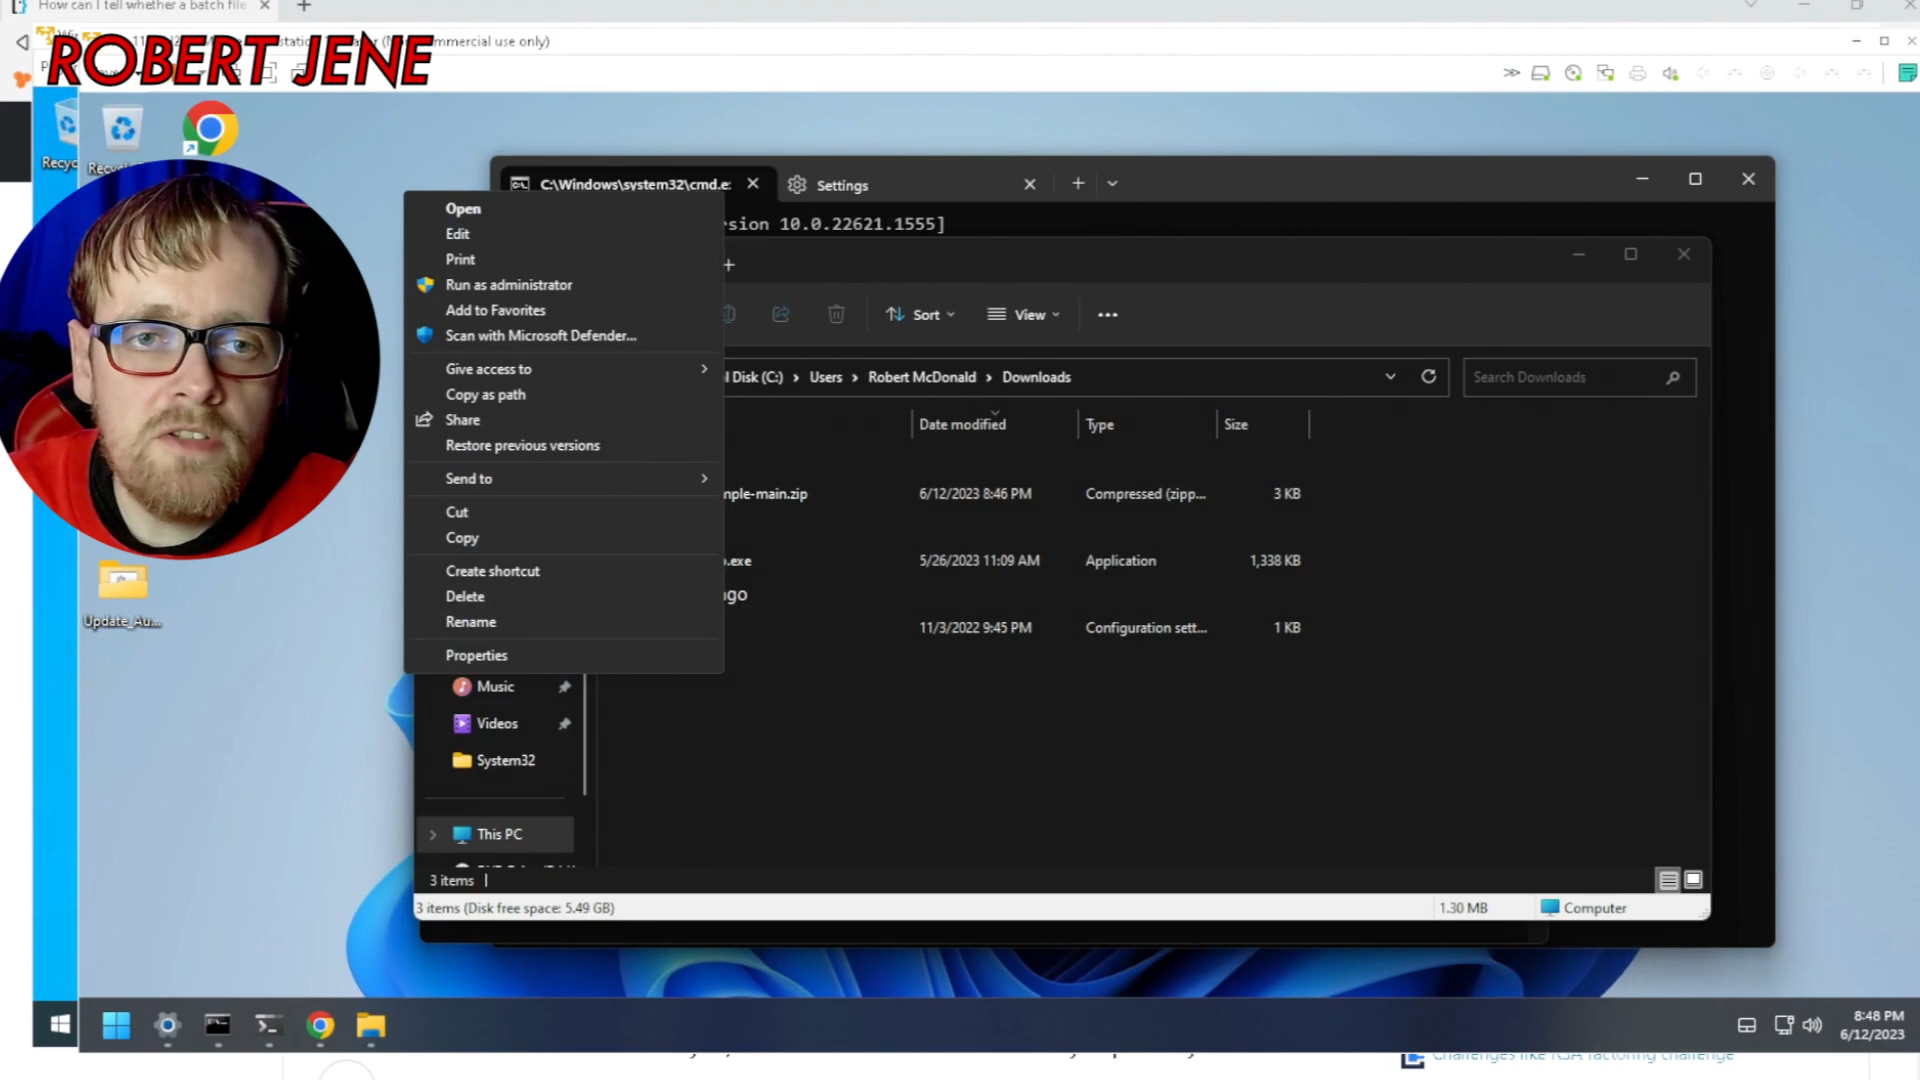 How can I tell whether a batch file
ROBERT JENE
commercial use only)
Recyc
C:\Windows\system32\cmd.e:
Settings
sion 10.0.22621.1555]
Open
Edit
Print
Run as administrator
Add to Favorites
Scan with Microsoft Defender...
Give access to
Copy as path
Share
Restore previous versions
Send to
Cut
Copy
Create shortcut
Delete
Rename
Properties
Sort
View
l Disk (C:) > Users > Robert McDonald > Downloads
Search Downloads
Date modified
Type
Size
mple-main.zip
6/12/2023 8:46 PM
Compressed (zipp...
3 KB
.exe
5/26/2023 11:09 AM
Application
1,338 KB
ago
11/3/2022 9:45 PM
Configuration sett...
1 KB
Update_Au...
Music
Videos
System32
This PC
3 items
3 items (Disk free space: 5.49 GB)
1.30 MB
Computer
8:48 PM
6/12/2023
Challenges like RSA factoring challenge